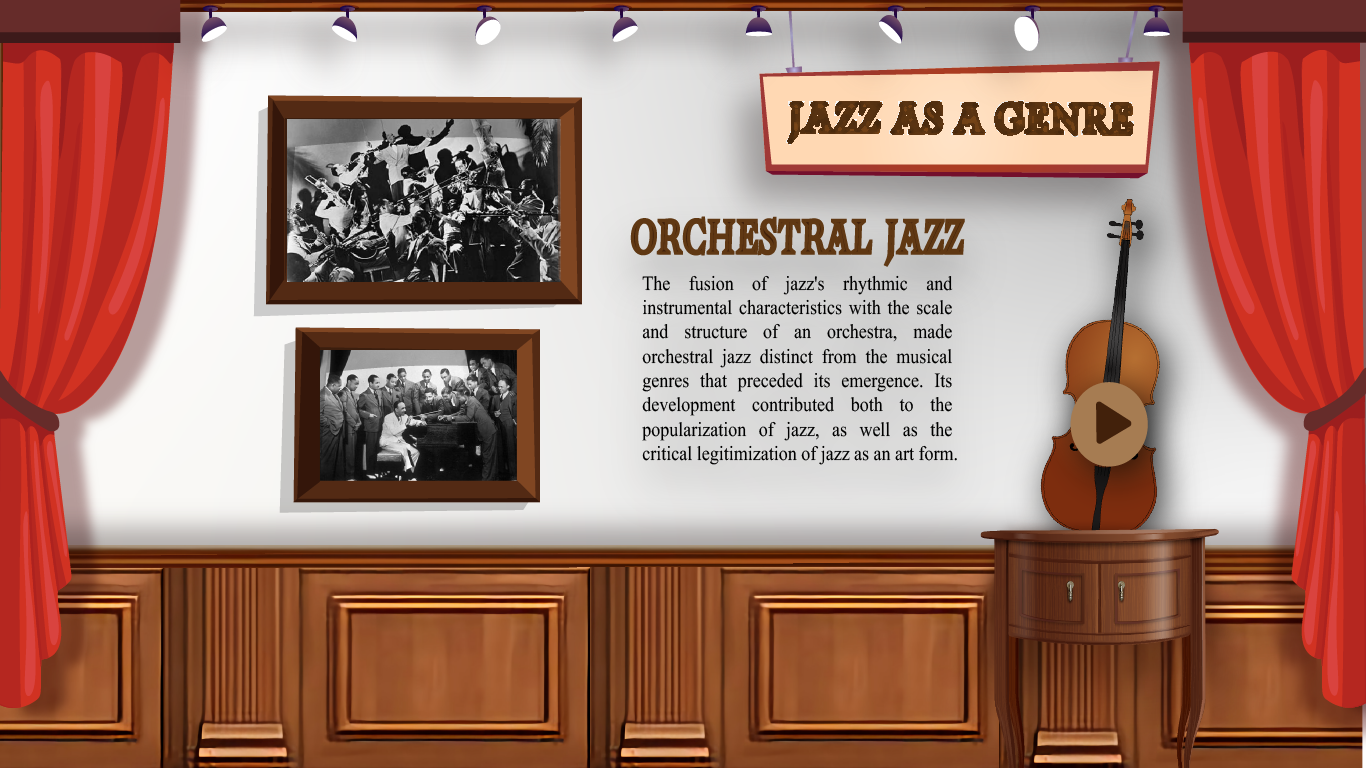 JAZZ AS A GENRE
ORCHESTRAL JAZZ
The fusion of jazz's rhythmic and
instrumental characteristics with the scale
and structure of an orchestra, made
orchestral jazz distinct from the musical
genres that preceded its emergence. Its
development contributed both to the
popularization of jazz, as well as the
critical legitimization of jazz as an art form.